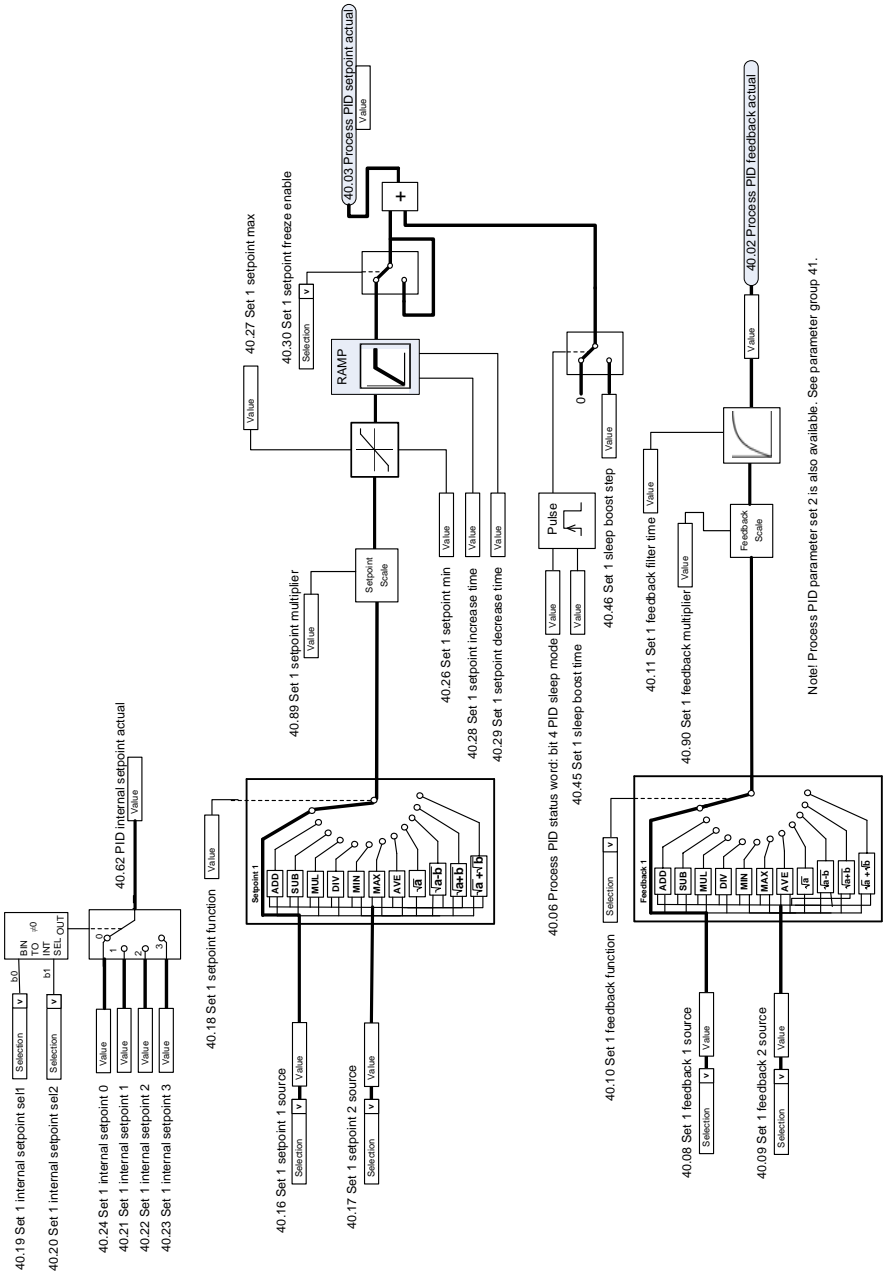 40.19 Set 1 internal setpoint sel1
Selection v
b0
40.20 Set 1 internal setpoint sel2
Selection v
b1
BIN
TO
INT
SEL
≠0
OUT
40.24 Set 1 internal setpoint 0
Value
0
40.21 Set 1 internal setpoint 1
Value
1
40.22 Set 1 internal setpoint 2
Value
2
40.23 Set 1 internal setpoint 3
Value
3
40.62 PID internal setpoint actual
Value
40.18 Set 1 setpoint function
Value
40.16 Set 1 setpoint 1 source
Selection v
Value
40.17 Set 1 setpoint 2 source
Selection v
Value
Setpoint 1
ADD
SUB
MUL
DIV
MIN
MAX
AVE
√a
√a-b
√a+b
√a +√b
40.89 Set 1 setpoint multiplier
Value
Setpoint
Scale
40.27 Set 1 setpoint max
Value
40.26 Set 1 setpoint min
Value
40.28 Set 1 setpoint increase time
Value
40.29 Set 1 setpoint decrease time
Value
RAMP
40.30 Set 1 setpoint freeze enable
Selection v
+
40.03 Process PID setpoint actual
Value
40.06 Process PID status word: bit 4 PID sleep mode
Value
40.45 Set 1 sleep boost time
Value
Pulse
0
40.46 Set 1 sleep boost step
Value
40.10 Set 1 feedback function
Selection v
40.08 Set 1 feedback 1 source
Selection v
Value
40.09 Set 1 feedback 2 source
Selection v
Value
Feedback 1
ADD
SUB
MUL
DIV
MIN
MAX
AVE
√a
√a-b
√a+b
√a +√b
40.90 Set 1 feedback multiplier
Value
Feedback
Scale
40.11 Set 1 feedback filter time
Value
Value
40.02 Process PID feedback actual
Note! Process PID parameter set 2 is also available. See parameter group 41.